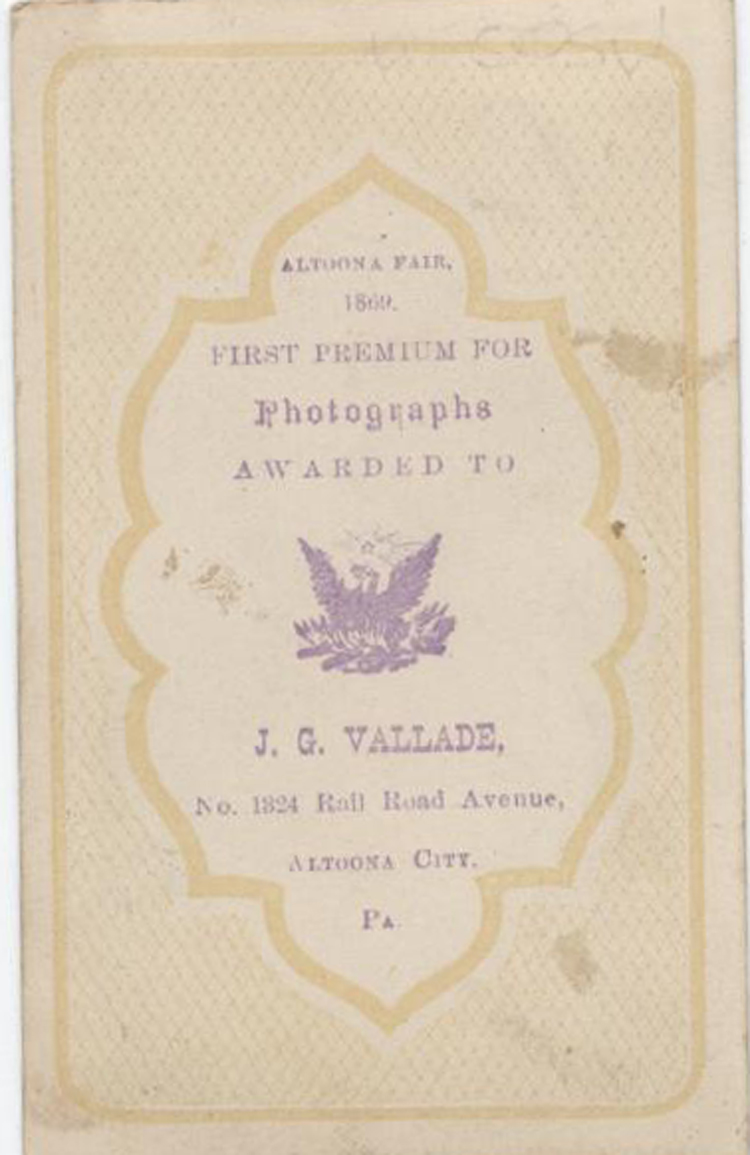 ALTOONA FAIR,
1869.
FIRST PREMIUM FOR
Photographs
AWARDED TO
J. G. VALLADE,
No. 1324 Rail Road Avenue,
ALTOONA CITY.
PA.